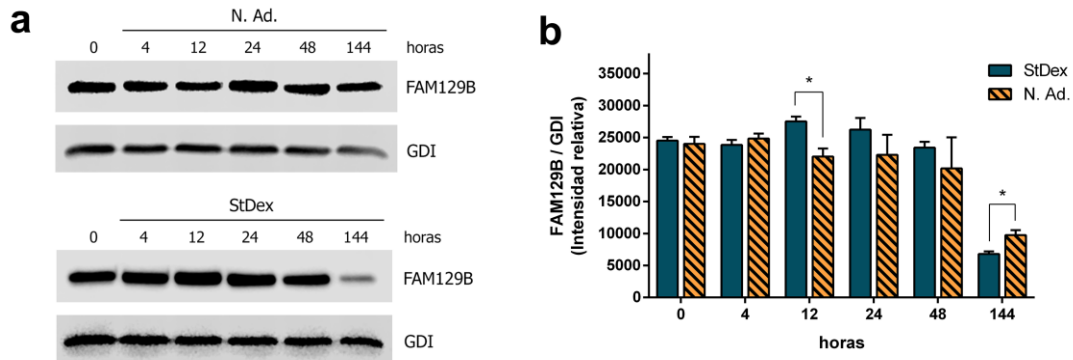 a
N. Ad.
0 4 12 24 48 144 horas
FAM129B
GDI
StDex
0 4 12 24 48 144 horas
FAM129B
GDI
b
StDex
N. Ad.
FAM129B / GDI
(Intensidad relativa)
35000
30000
25000
20000
15000
10000
5000
0
*
*
0 4 12 24 48 144
horas